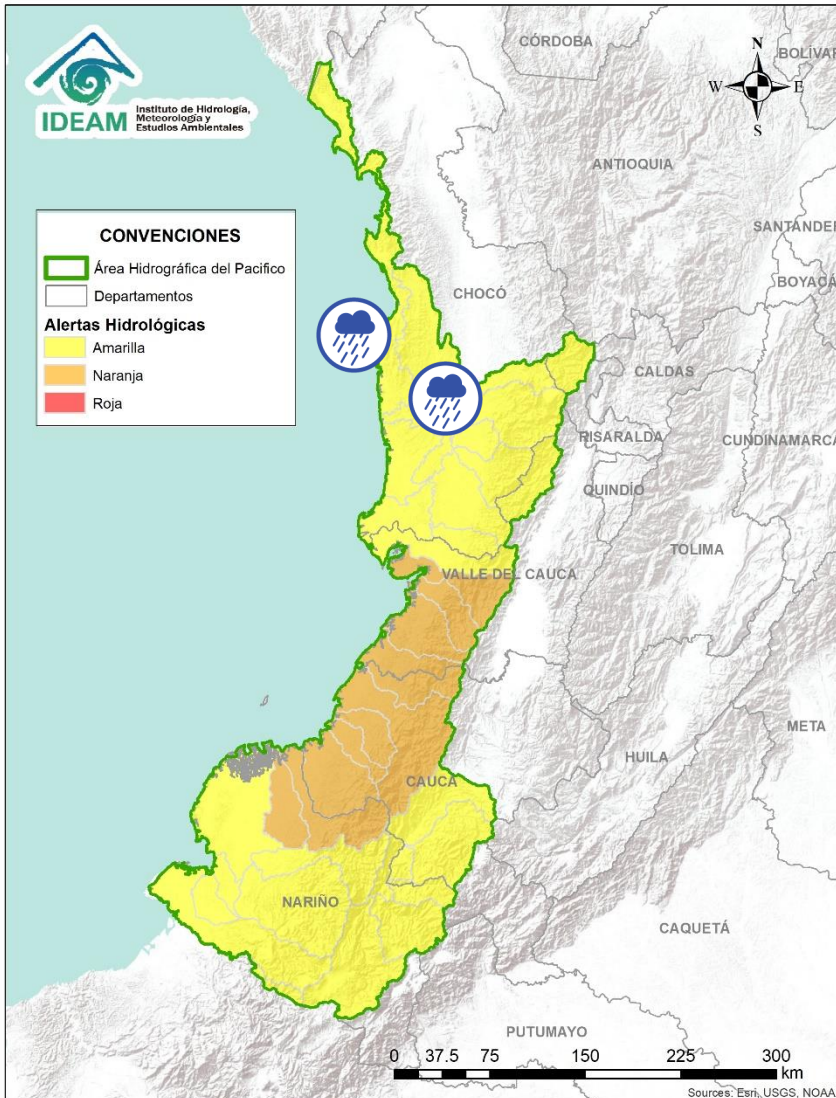 IDEAM
Instituto de Hidrología,
Meteorología y
Estudios Ambientales
CÓRDOBA
BOLÍVAR
N
W
E
S
ANTIOQUIA
SANTANDER
BOYACÁ
CONVENCIONES
Área Hidrográfica del Pacifico
Departamentos
Alertas Hidrológicas
Amarilla
Naranja
Roja
CHOCÓ
CALDAS
RISARALDA
CUNDINAMARCA
QUINDÍO
TOLIMA
VALLE DEL CAUCA
META
HUILA
CAUCA
NARIÑO
CAQUETÁ
PUTUMAYO
0 37.5 75 150 225 300
km
Sources: Esri, USGS, NOAA